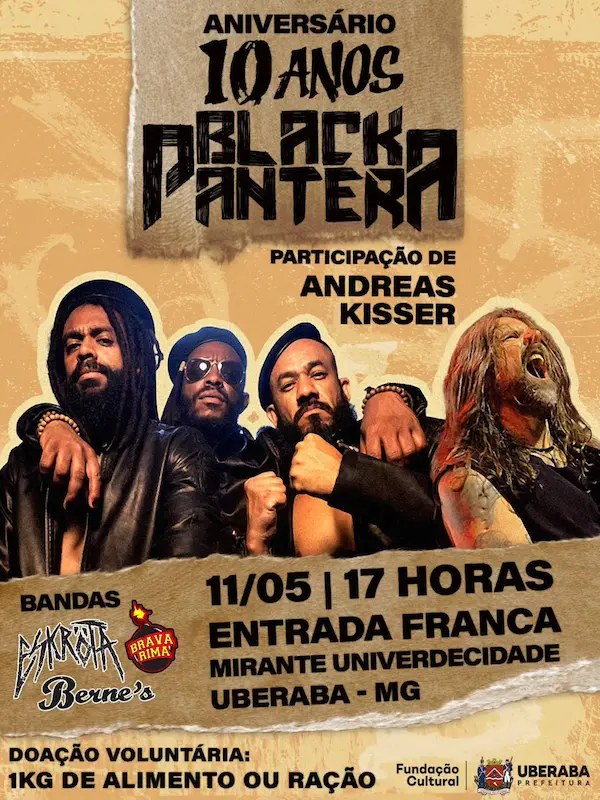 ANIVERSÁRIO
10 ANOS
BLACK
PANTERA
PARTICIPAÇÃO DE
ANDREAS
KISSER
BANDAS
ESKRÖTA
BRAVA
RIMA
Berne's
11/05 | 17 HORAS
ENTRADA FRANCA
MIRANTE UNIVERDECIDADE
UBERABA - MG
DOAÇÃO VOLUNTÁRIA:
1KG DE ALIMENTO OU RAÇÃO
Fundação
Cultural
UBERABA
PREFEITURA